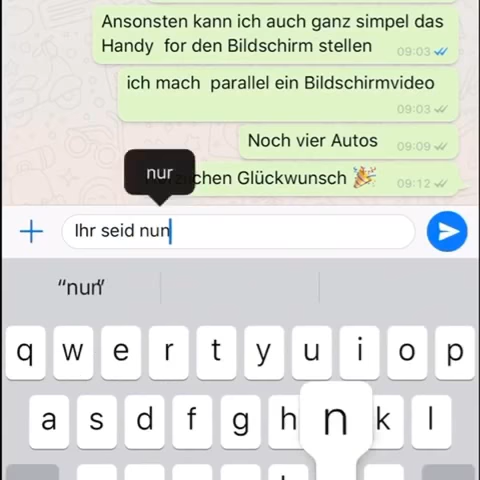 Ansonsten kann ich auch ganz simpel das
Handy for den Bildschirm stellen
09:03
ich mach parallel ein Bildschirmvideo
09:03
Noch vier Autos
09:09
chen Glückwunsch 🎉
09:12
nur
Ihr seid nun
“nun”
q w e r t y u i o p
a s d f g h n k l